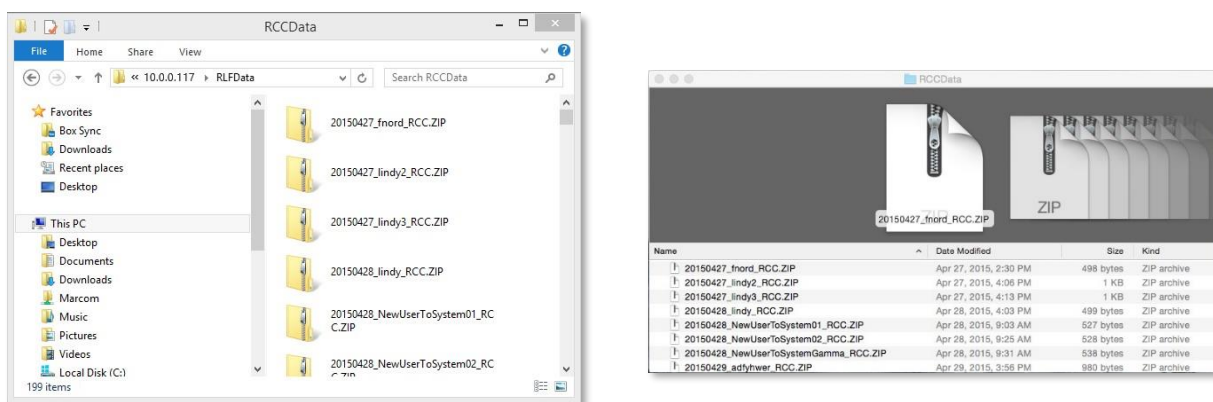 RCCData
File Home Share View
« 10.0.0.117 RLFData
Search RCCData
Favorites
Box Sync
Downloads
Recent places
Desktop
This PC
Desktop
Documents
Downloads
Marcom
Music
Pictures
Videos
Local Disk (C:)
199 items
20150427_fnord_RCC.ZIP
20150427_lindy2_RCC.ZIP
20150427_lindy3_RCC.ZIP
20150428_lindy_RCC.ZIP
20150428_NewUserToSystem01_RC
C.ZIP
20150428_NewUserToSystem02_RC
C.ZIP
RCCData
ZIP
20150427_fnord_RCC.ZIP
ZIP
Name Date Modified Size Kind
20150427_fnord_RCC.ZIP Apr 27, 2015, 2:30 PM 498 bytes ZIP archive
20150427_lindy2_RCC.ZIP Apr 27, 2015, 4:06 PM 1 KB ZIP archive
20150427_lindy3_RCC.ZIP Apr 27, 2015, 4:13 PM 1 KB ZIP archive
20150428_lindy_RCC.ZIP Apr 28, 2015, 4:03 PM 499 bytes ZIP archive
20150428_NewUserToSystem01_RCC.ZIP Apr 28, 2015, 9:03 AM 527 bytes ZIP archive
20150428_NewUserToSystem02_RCC.ZIP Apr 28, 2015, 9:25 AM 528 bytes ZIP archive
20150428_NewUserToSystemGamma_RCC.ZIP Apr 28, 2015, 9:31 AM 538 bytes ZIP archive
20150429_adfyhwer_RCC.ZIP Apr 29, 2015, 3:56 PM 980 bytes ZIP archive